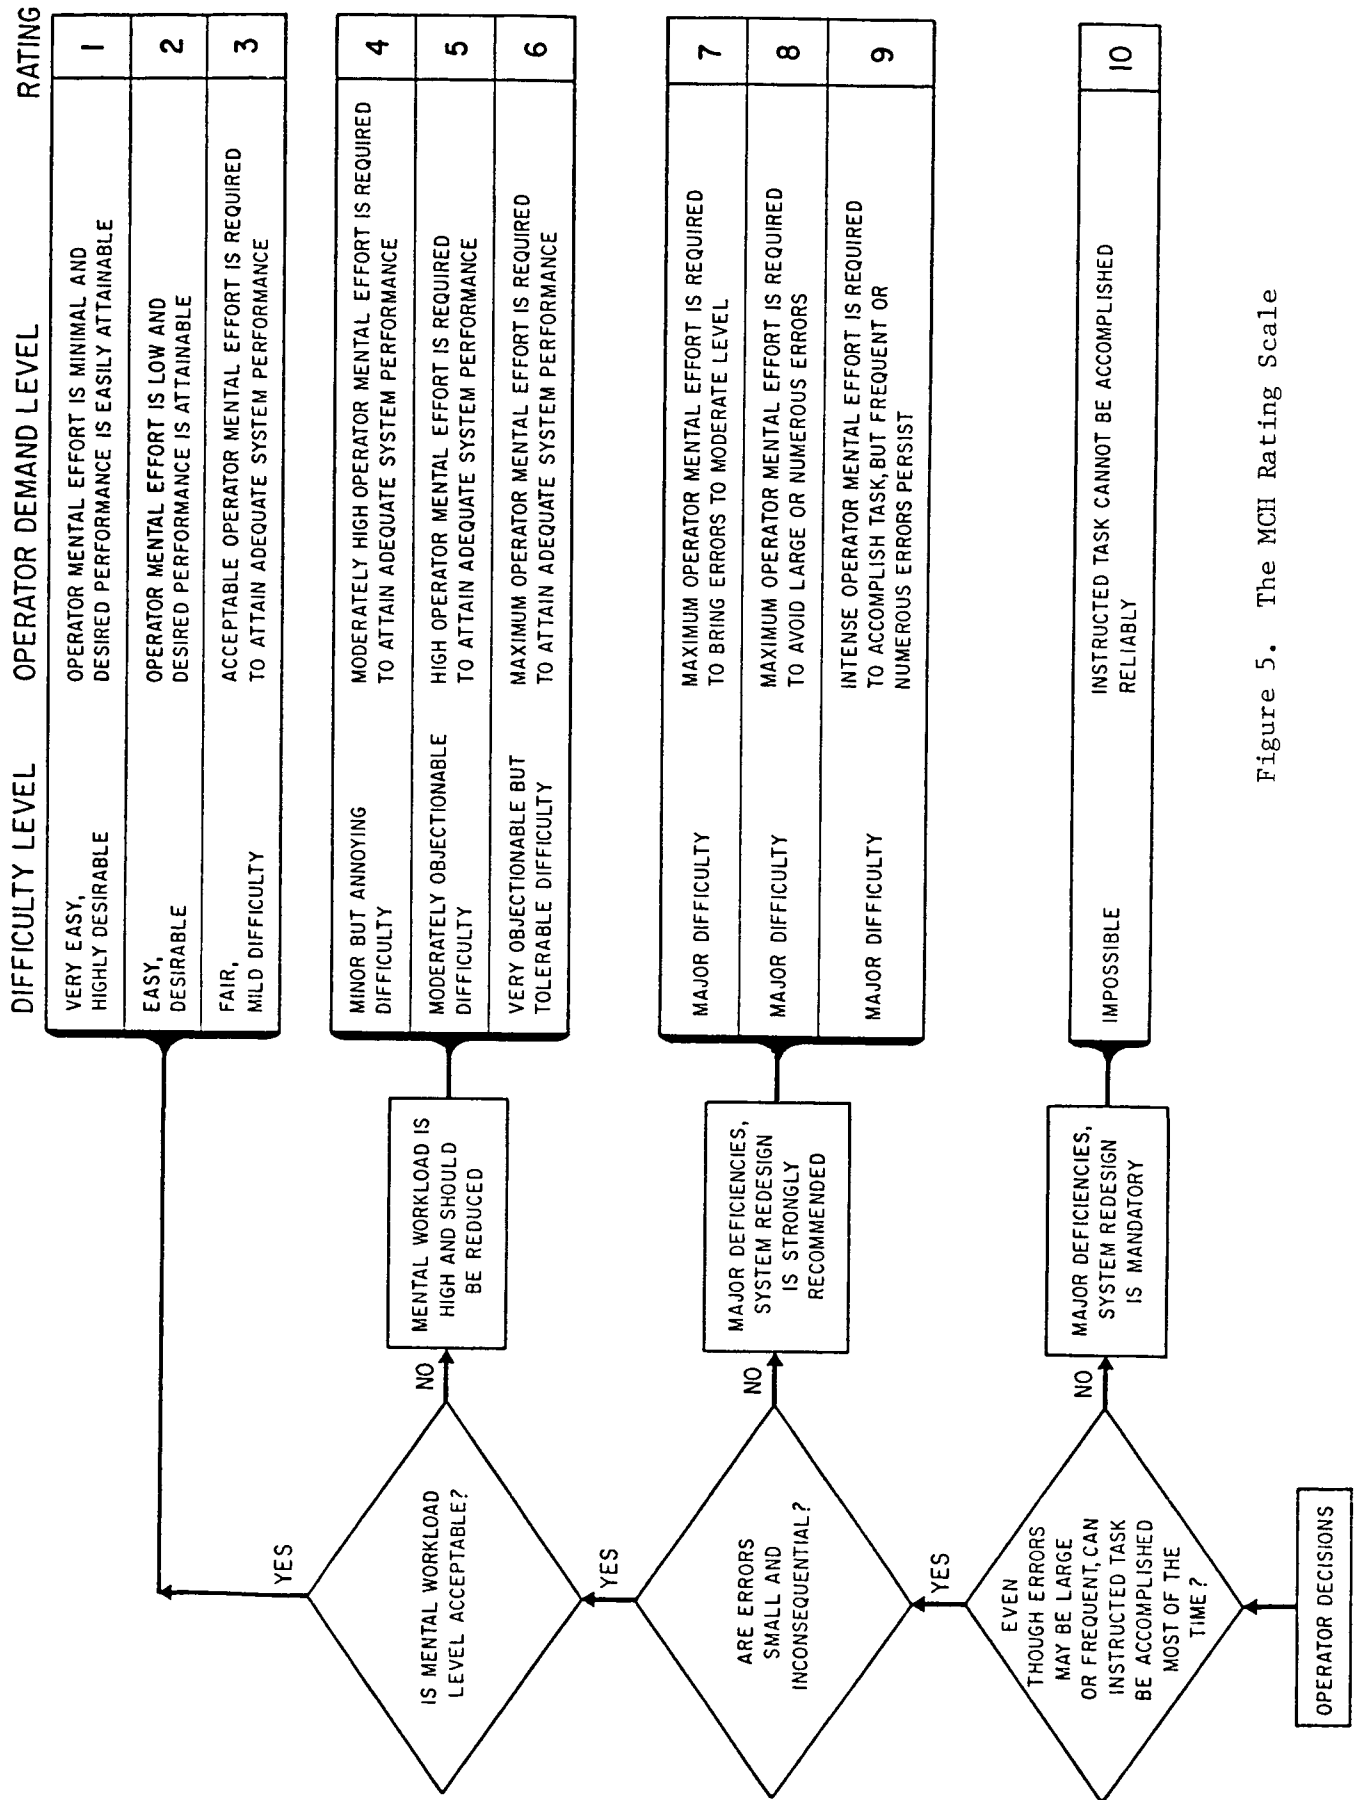 DIFFICULTY LEVEL OPERATOR DEMAND LEVEL RATING
VERY EASY,
HIGHLY DESIRABLE
OPERATOR MENTAL EFFORT IS MINIMAL AND
DESIRED PERFORMANCE IS EASILY ATTAINABLE
1
EASY,
DESIRABLE
OPERATOR MENTAL EFFORT IS LOW AND
DESIRED PERFORMANCE IS ATTAINABLE
2
FAIR,
MILD DIFFICULTY
ACCEPTABLE OPERATOR MENTAL EFFORT IS REQUIRED
TO ATTAIN ADEQUATE SYSTEM PERFORMANCE
3
YES
IS MENTAL WORKLOAD
LEVEL ACCEPTABLE?
NO
MENTAL WORKLOAD IS
HIGH AND SHOULD
BE REDUCED
MINOR BUT ANNOYING
DIFFICULTY
MODERATELY HIGH OPERATOR MENTAL EFFORT IS REQUIRED
TO ATTAIN ADEQUATE SYSTEM PERFORMANCE
4
MODERATELY OBJECTIONABLE
DIFFICULTY
HIGH OPERATOR MENTAL EFFORT IS REQUIRED
TO ATTAIN ADEQUATE SYSTEM PERFORMANCE
5
VERY OBJECTIONABLE BUT
TOLERABLE DIFFICULTY
MAXIMUM OPERATOR MENTAL EFFORT IS REQUIRED
TO ATTAIN ADEQUATE SYSTEM PERFORMANCE
6
YES
ARE ERRORS
SMALL AND
INCONSEQUENTIAL?
NO
MAJOR DEFICIENCIES,
SYSTEM REDESIGN
IS STRONGLY
RECOMMENDED
MAJOR DIFFICULTY
MAXIMUM OPERATOR MENTAL EFFORT IS REQUIRED
TO BRING ERRORS TO MODERATE LEVEL
7
MAJOR DIFFICULTY
MAXIMUM OPERATOR MENTAL EFFORT IS REQUIRED
TO AVOID LARGE OR NUMEROUS ERRORS
8
MAJOR DIFFICULTY
INTENSE OPERATOR MENTAL EFFORT IS REQUIRED
TO ACCOMPLISH TASK, BUT FREQUENT OR
NUMEROUS ERRORS PERSIST
9
YES
EVEN
THOUGH ERRORS
MAY BE LARGE
OR FREQUENT, CAN
INSTRUCTED TASK
BE ACCOMPLISHED
MOST OF THE
TIME?
NO
MAJOR DEFICIENCIES,
SYSTEM REDESIGN
IS MANDATORY
IMPOSSIBLE
INSTRUCTED TASK CANNOT BE ACCOMPLISHED
RELIABLY
10
OPERATOR DECISIONS
Figure 5. The MCH Rating Scale